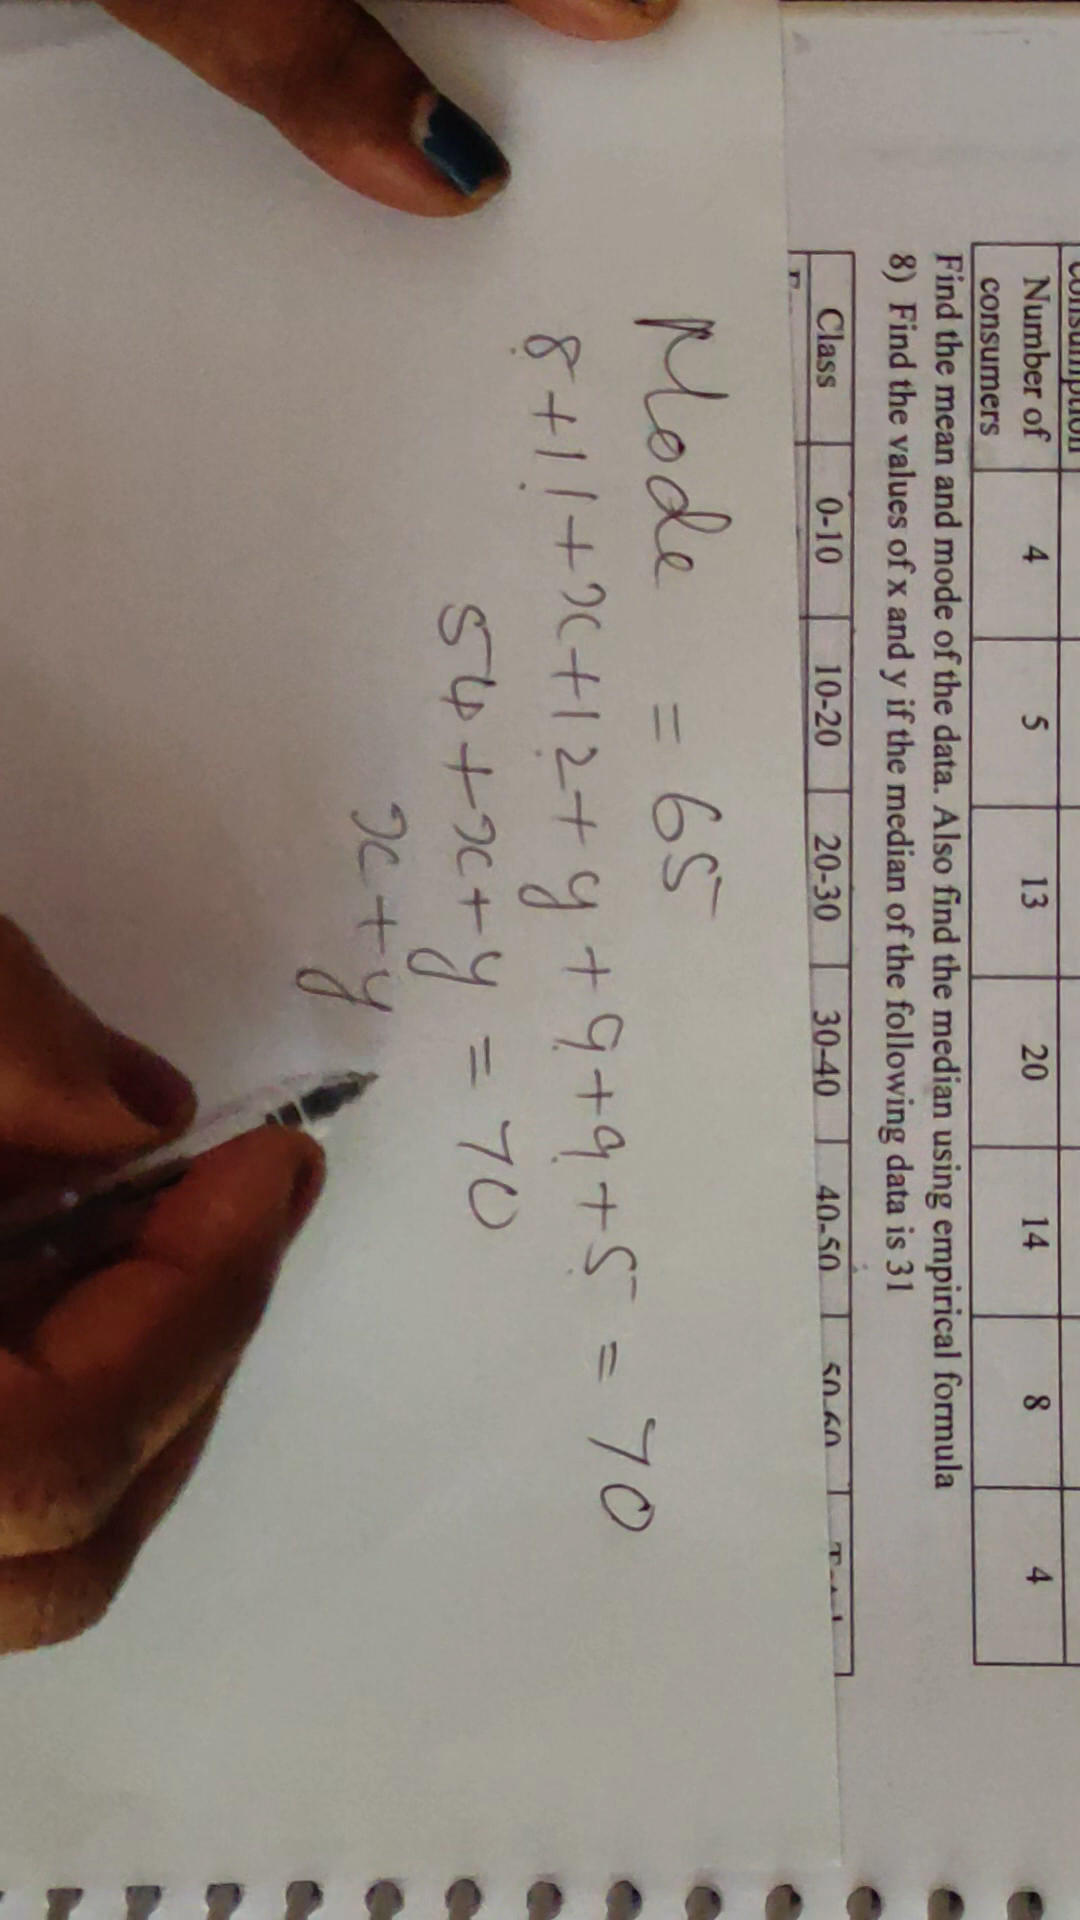 Number of consumers 4 5 13 20 14 8 4
Find the mean and mode of the data. Also find the median using empirical formula
8) Find the values of x and y if the median of the following data is 31
Class 0-10 10-20 20-30 30-40 40-50 50-60
Mode = 65
8+11+x+12+y+9+9+5 = 70
54+x+y = 70
x+y